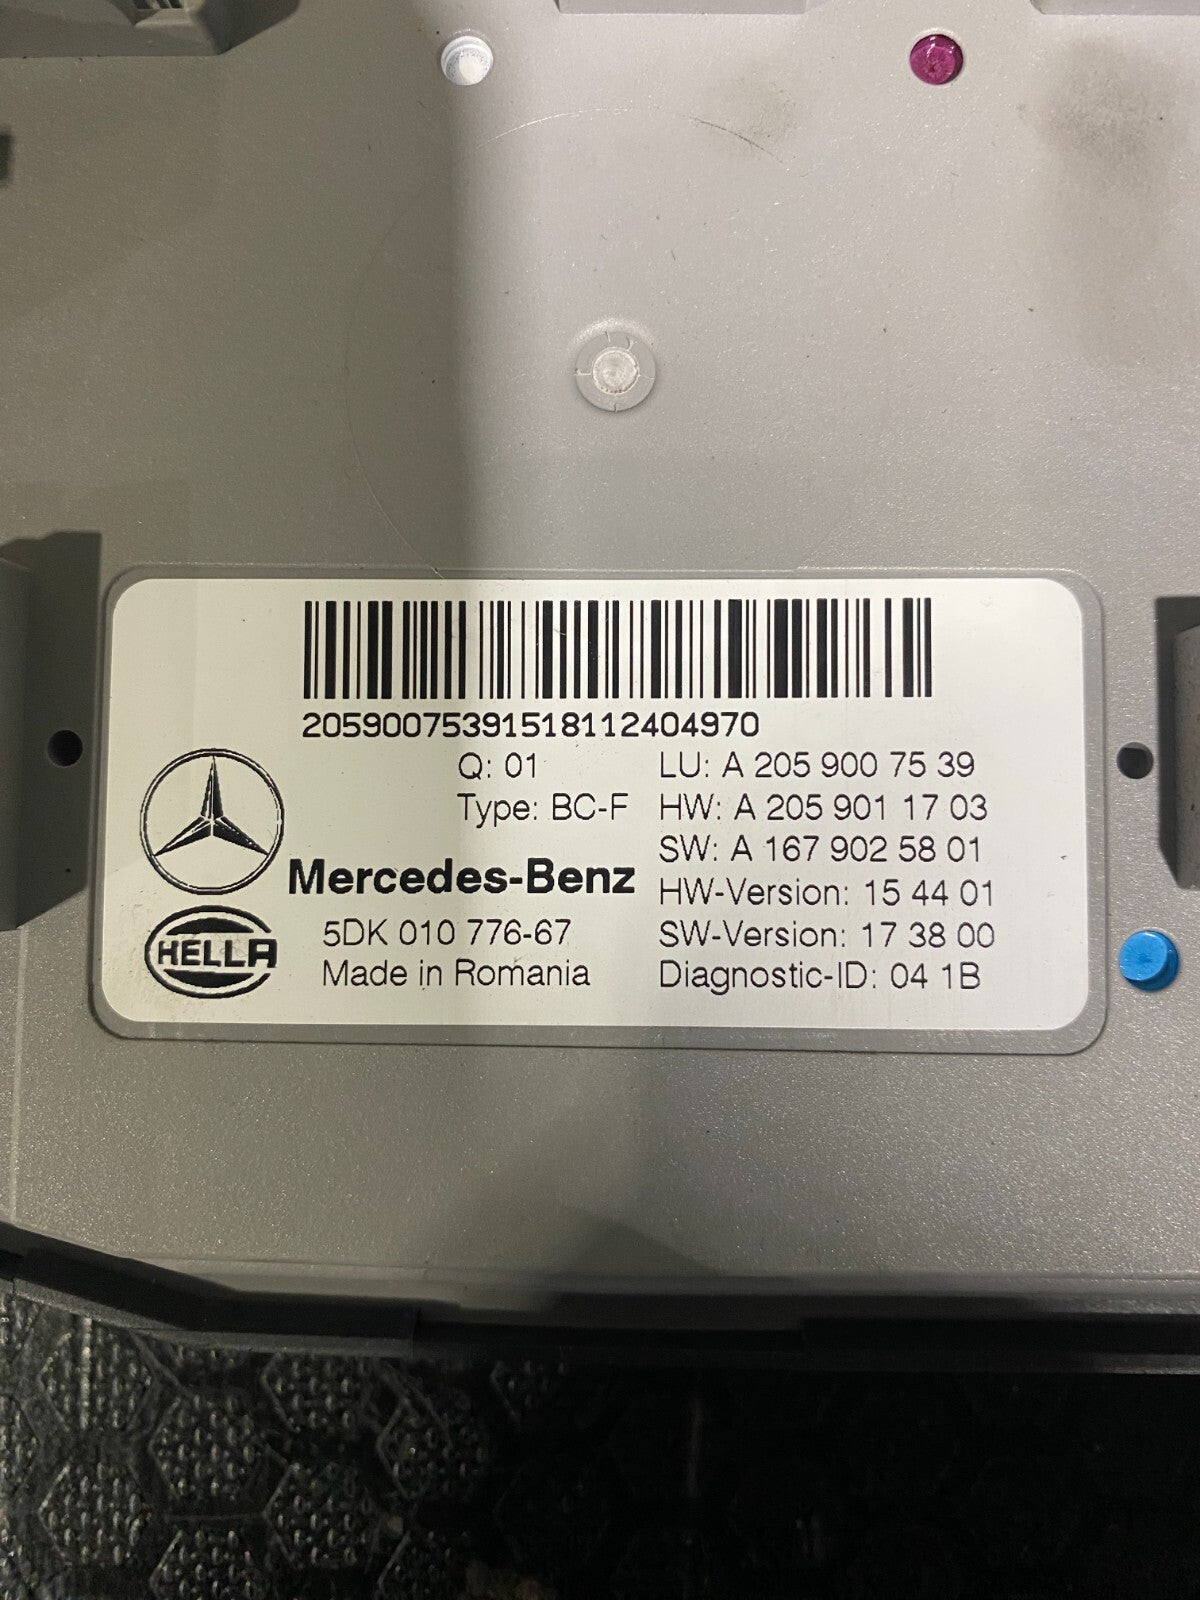 20590075391518112404970
Q: 01
LU: A 205 900 75 39
Type: BC-F
HW: A 205 901 17 03
SW: A 167 902 58 01
Mercedes-Benz
HW-Version: 15 44 01
5DK 010 776-67
SW-Version: 17 38 00
HELLA
Made in Romania
Diagnostic-ID: 04 1B